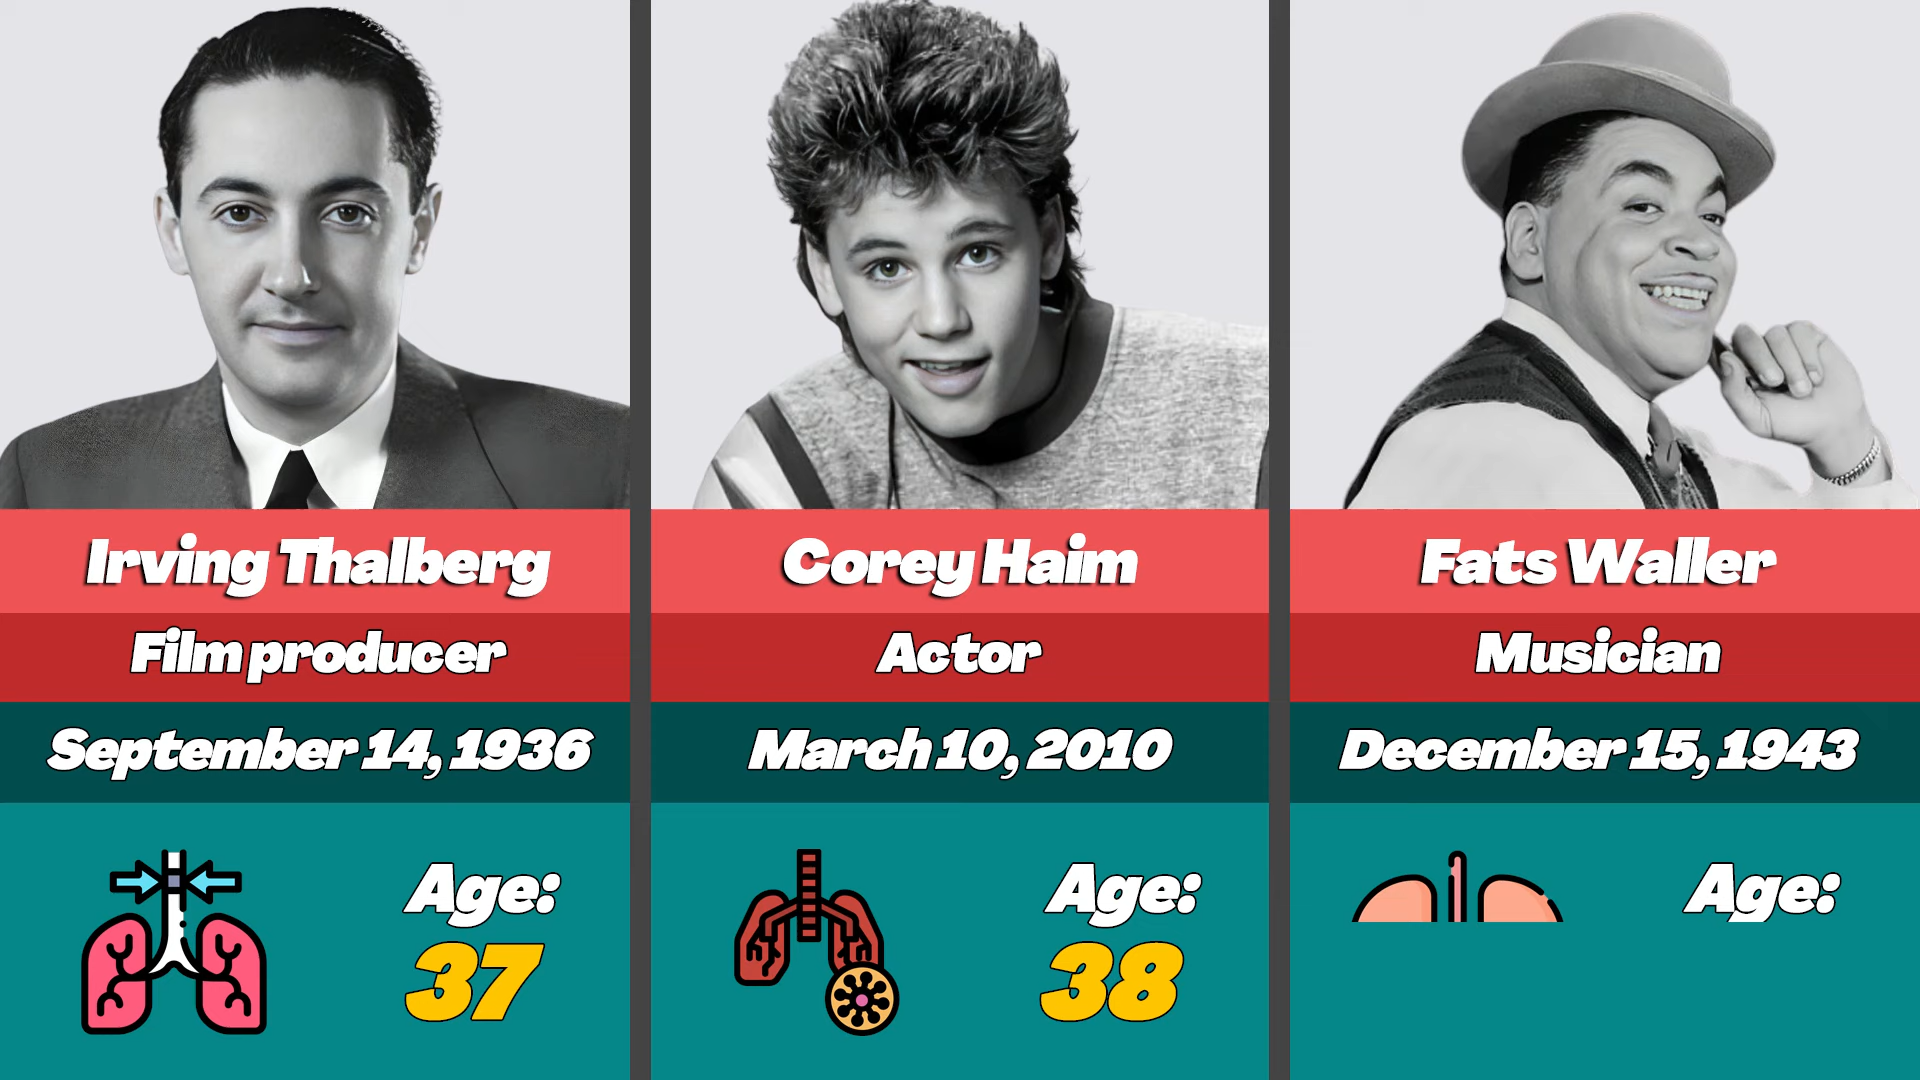 Irving Thalberg
Film producer
September 14, 1936
Age:
37
Corey Haim
Actor
March 10, 2010
Age:
38
Fats Waller
Musician
December 15, 1943
Age: